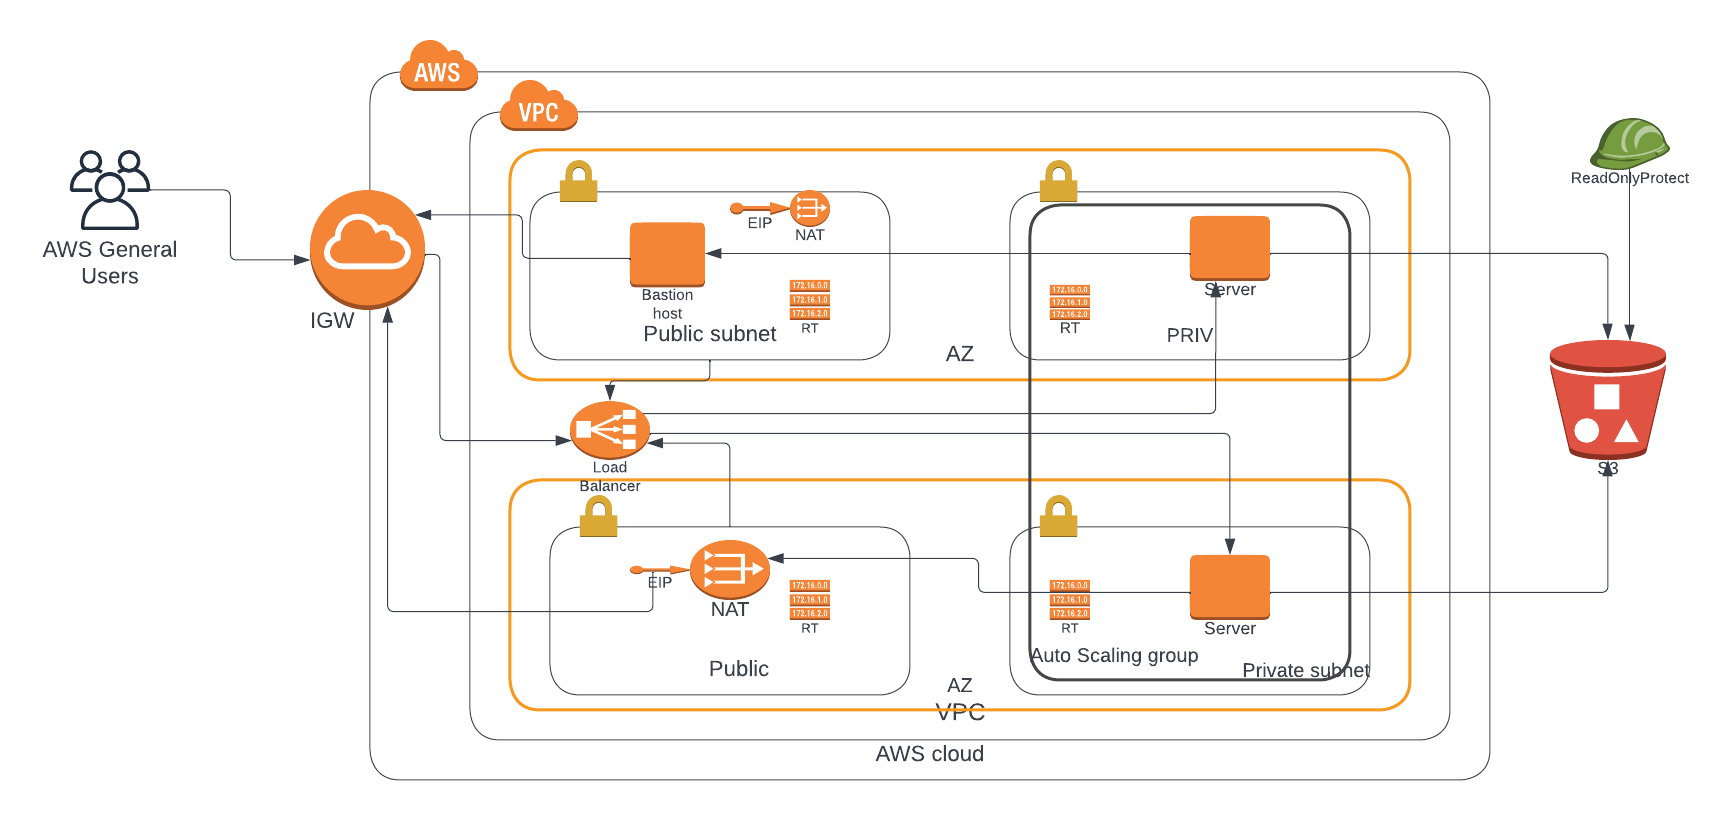 AWS
VPC
AWS General
Users
IGW
EIP
NAT
Bastion
host
172.16.0.0
172.16.1.0
172.16.2.0
RT
Public subnet
172.16.0.0
172.16.1.0
172.16.2.0
RT
Server
PRIV
AZ
ReadOnlyProtect
S3
Load
Balancer
EIP
NAT
172.16.0.0
172.16.1.0
172.16.2.0
RT
Public
172.16.0.0
172.16.1.0
172.16.2.0
RT
Server
Auto Scaling group
Private subnet
AZ
VPC
AWS cloud